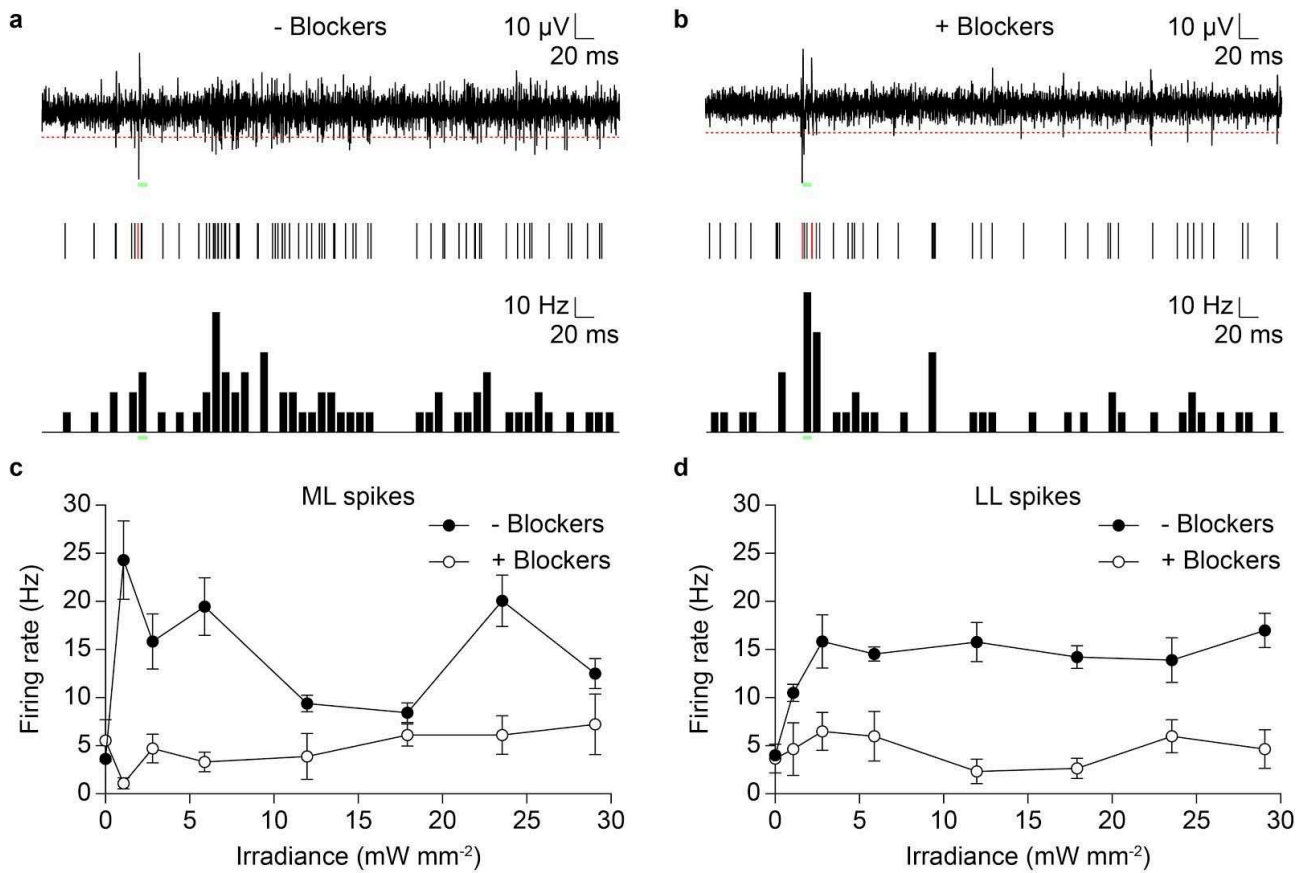 a
- Blockers
10 µV
20 ms
b
+ Blockers
10 µV
20 ms
10 Hz
20 ms
10 Hz
20 ms
c
ML spikes
- Blockers
+ Blockers
Firing rate (Hz)
30
25
20
15
10
5
0
0 5 10 15 20 25 30
Irradiance (mW mm-2)
d
LL spikes
- Blockers
+ Blockers
Firing rate (Hz)
30
25
20
15
10
5
0
0 5 10 15 20 25 30
Irradiance (mW mm-2)